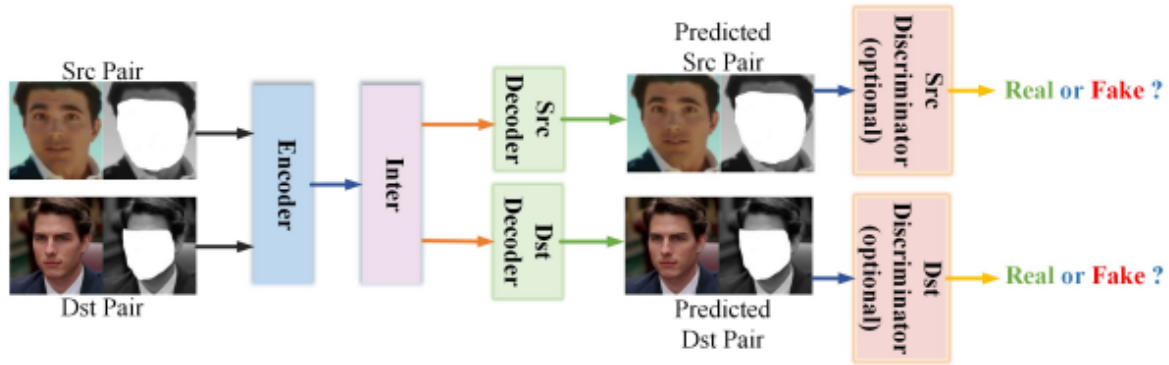 Src Pair
Dst Pair
Encoder
Inter
Src
Decoder
Dst
Decoder
Predicted
Src Pair
Predicted
Dst Pair
Src
Discriminator
(optional)
Dst
Discriminator
(optional)
Real or Fake ?
Real or Fake ?